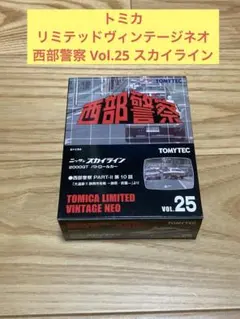 トミカ
リミテッドヴィンテージネオ
西部警察 Vol.25 スカイライン
TOMYTEC
西部警察
ニッサン スカイライン
2000GT パトロールカー
●西部警察 PART-II 第10話
TOMYTEC
TOMICA LIMITED
VINTAGE NEO
VOL. 25